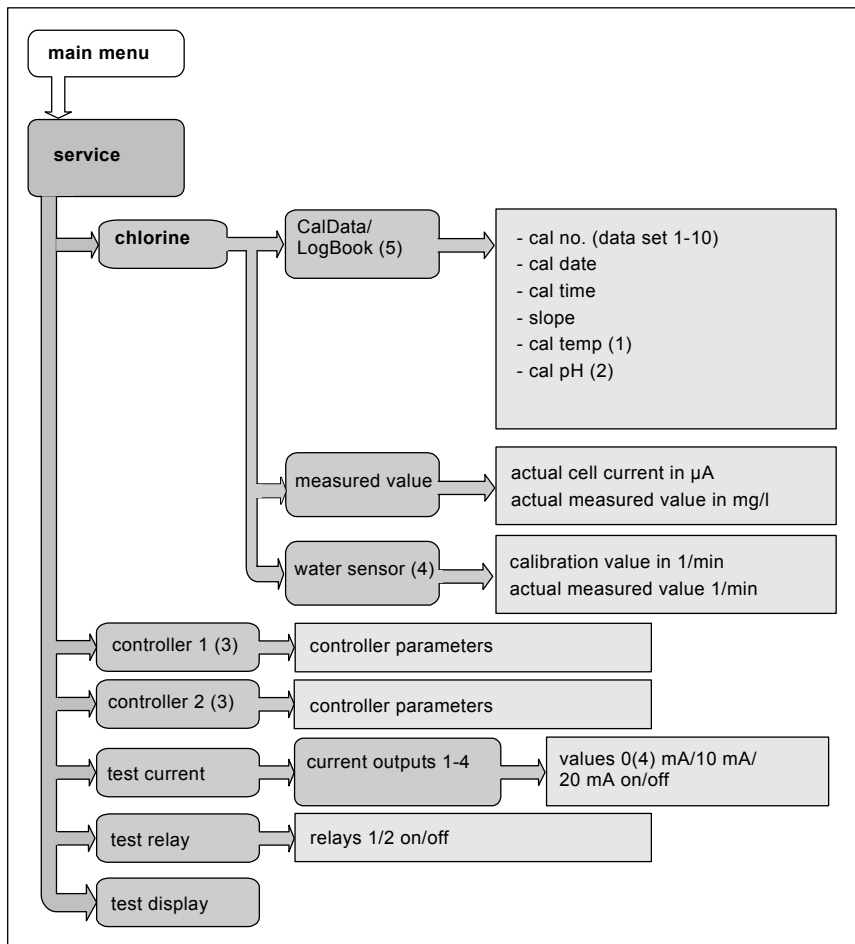 main menu
service
chlorine
CalData/
LogBook (5)
- cal no. (data set 1-10)
- cal date
- cal time
- slope
- cal temp (1)
- cal pH (2)
measured value
actual cell current in µA
actual measured value in mg/l
water sensor (4)
calibration value in 1/min
actual measured value 1/min
controller 1 (3)
controller parameters
controller 2 (3)
controller parameters
test current
current outputs 1-4
values 0(4) mA/10 mA/
20 mA on/off
test relay
relays 1/2 on/off
test display